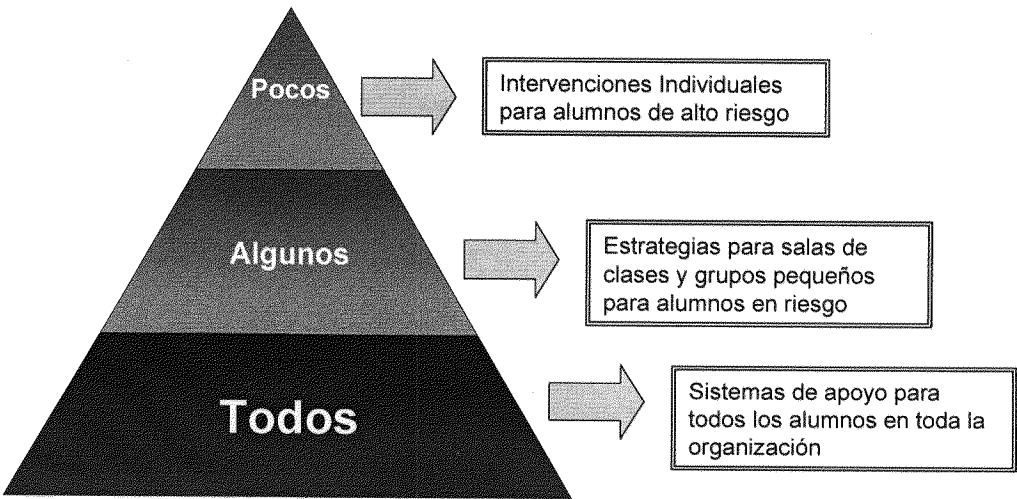 Pocos
Intervenciones Individuales
para alumnos de alto riesgo
Algunos
Estrategias para salas de
clases y grupos pequeños
para alumnos en riesgo
Todos
Sistemas de apoyo para
todos los alumnos en toda la
organización